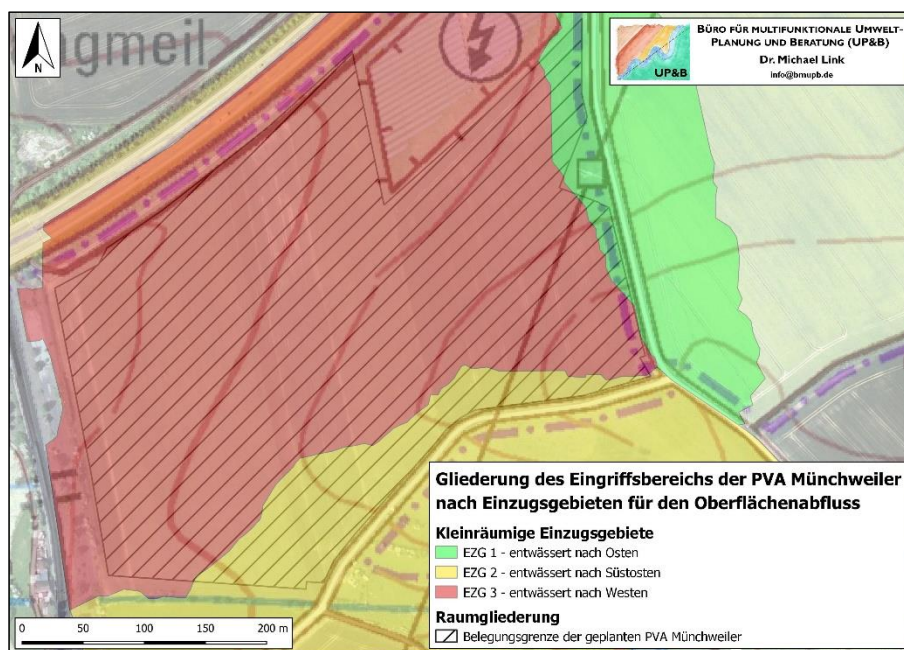 ngmeil
N
BÜRO FÜR MULTIFUNKTIONALE UMWELT-
PLANUNG UND BERATUNG (UP&B)
Dr. Michael Link
info@bmupb.de
UP&B
Gliederung des Eingriffsbereichs der PVA Münchweiler
nach Einzugsgebieten für den Oberflächenabfluss
Kleinräumige Einzugsgebiete
EZG 1 - entwässert nach Osten
EZG 2 - entwässert nach Süstosten
EZG 3 - entwässert nach Westen
Raumgliederung
Belegungsgrenze der geplanten PVA Münchweiler
0 50 100 150 200 m